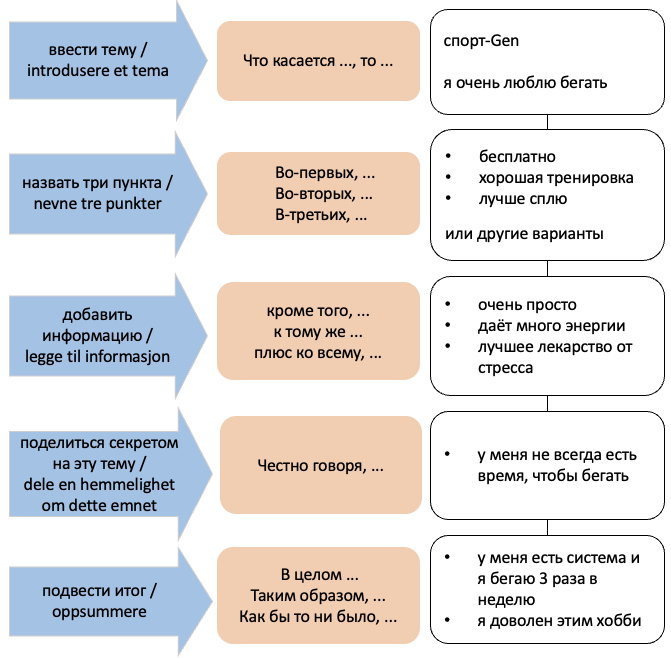 ввести тему /
introdusere et tema
Что касается ..., то ...
спорт-Gen
я очень люблю бегать
назвать три пункта /
nevne tre punkter
Во-первых, ...
Во-вторых, ...
В-третьих, ...
• бесплатно
• хорошая тренировка
• лучше сплю
или другие варианты
добавить
информацию /
legge til informasjon
кроме того, ...
к тому же ...
плюс ко всему, ...
• очень просто
• даёт много энергии
• лучшее лекарство от
стресса
поделиться секретом
на эту тему /
dele en hemmelighet
om dette emnet
Честно говоря, ...
• у меня не всегда есть
время, чтобы бегать
подвести итог /
oppsummere
В целом ...
Таким образом, ...
Как бы то ни было, ...
• у меня есть система и
я бегаю 3 раза в
неделю
• я доволен этим хобби